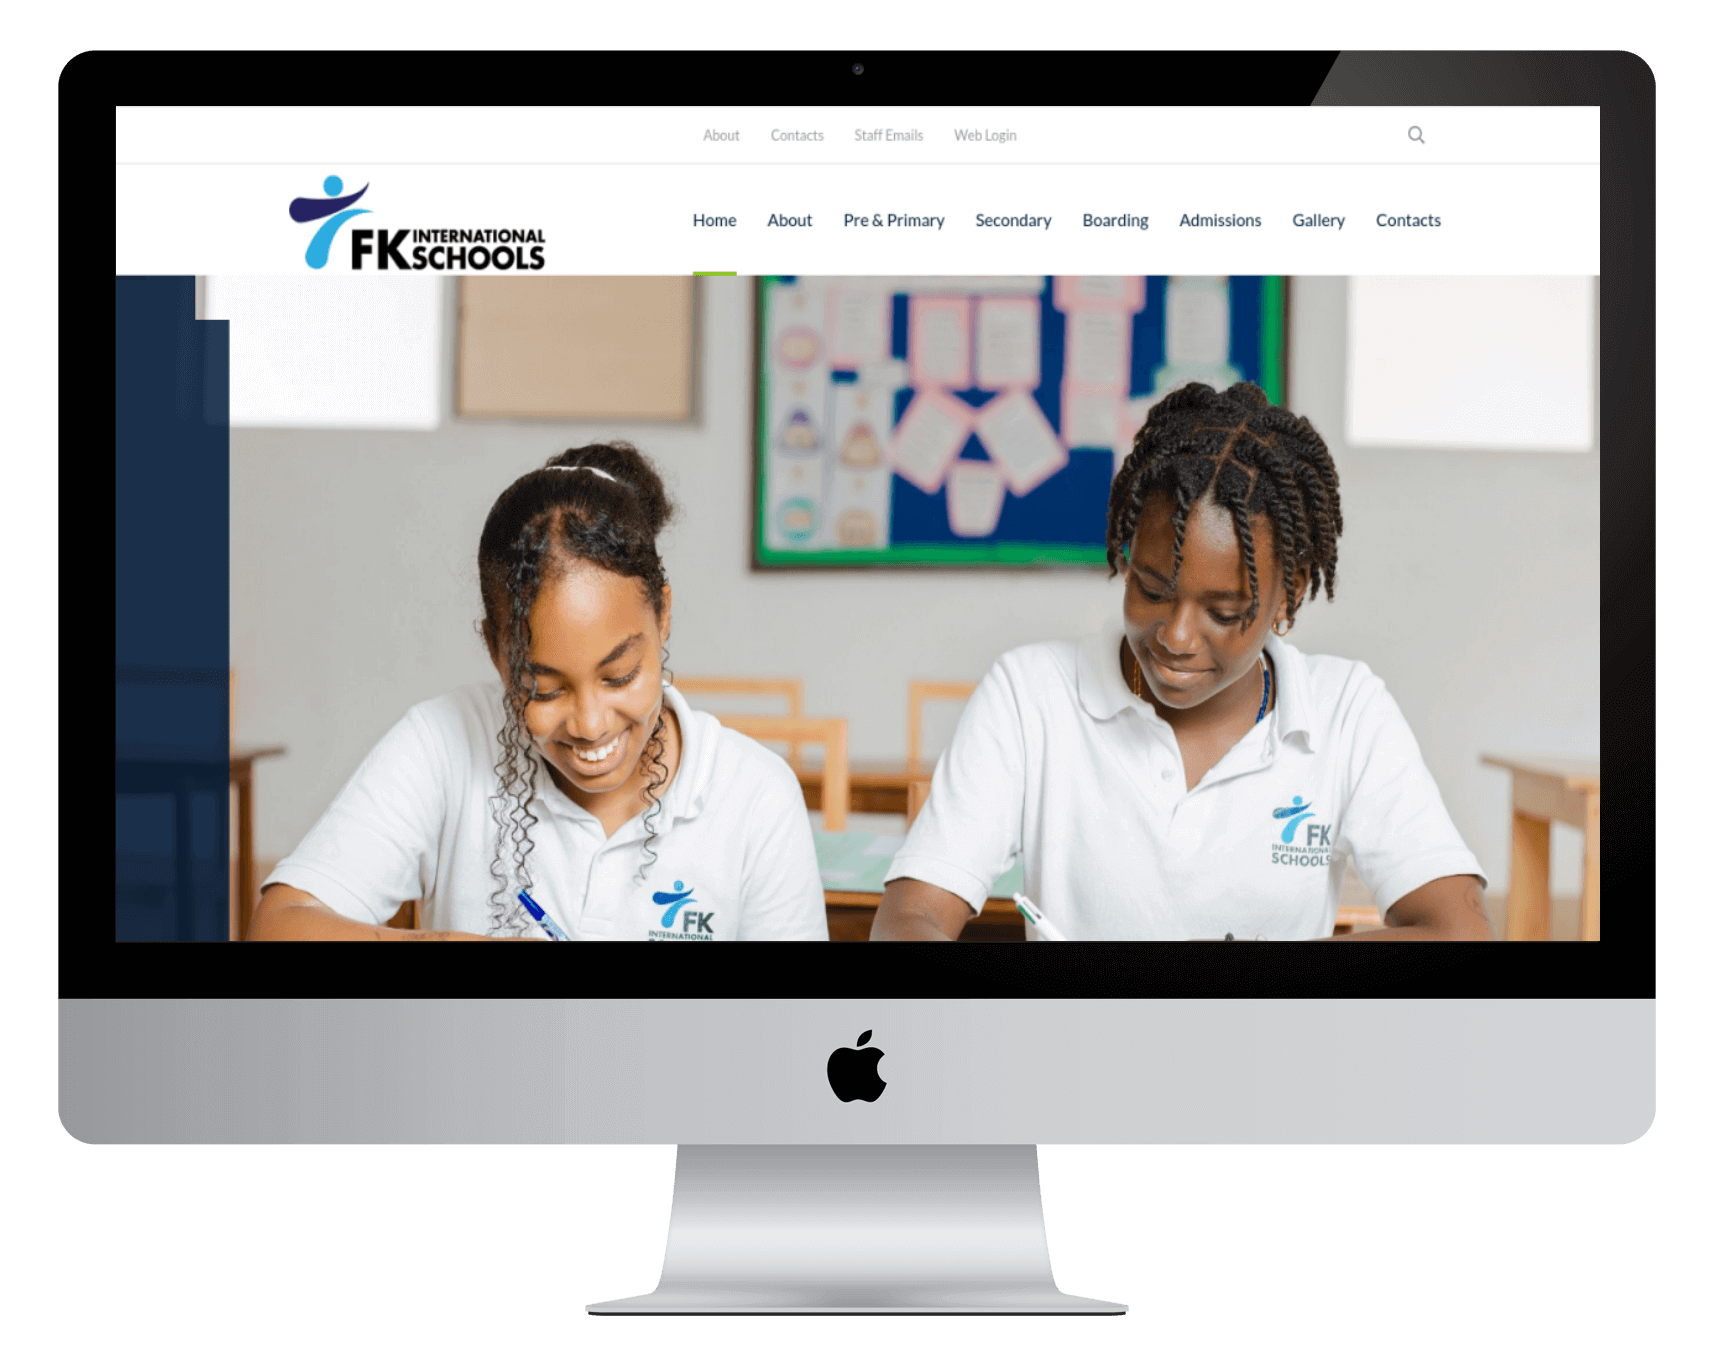 About Contacts Staff Emails Web Login
FK INTERNATIONAL
SCHOOLS
Home About Pre & Primary Secondary Boarding Admissions Gallery Contacts
FK
INTERNATIONAL
SCHOOLS
FK
INTERNATIONAL